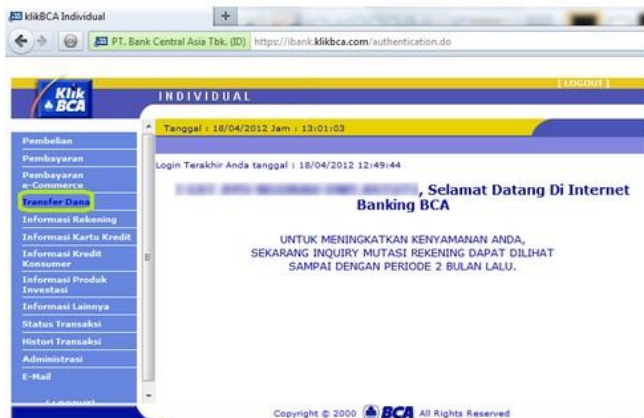 klikBCA Individual
PT. Bank Central Asia Tbk. (ID)
https://ibank.klikbca.com/authentication.do
[ LOGOUT ]
Klik
BCA
INDIVIDUAL
Tanggal : 18/04/2012 Jam : 13:01:03
Pembelian
Pembayaran
Pembayaran
e-Commerce
Transfer Dana
Informasi Rekening
Informasi Kartu Kredit
Informasi Kredit
Konsumer
Informasi Produk
Investasi
Informasi Lainnya
Status Transaksi
Histori Transaksi
Administrasi
E-Mail
[ LOGOUT ]
Login Terakhir Anda tanggal : 18/04/2012 12:49:44
, Selamat Datang Di Internet
Banking BCA
UNTUK MENINGKATKAN KENYAMANAN ANDA,
SEKARANG INQUIRY MUTASI REKENING DAPAT DILIHAT
SAMPAI DENGAN PERIODE 2 BULAN LALU.
Copyright © 2000 BCA All Rights Reserved